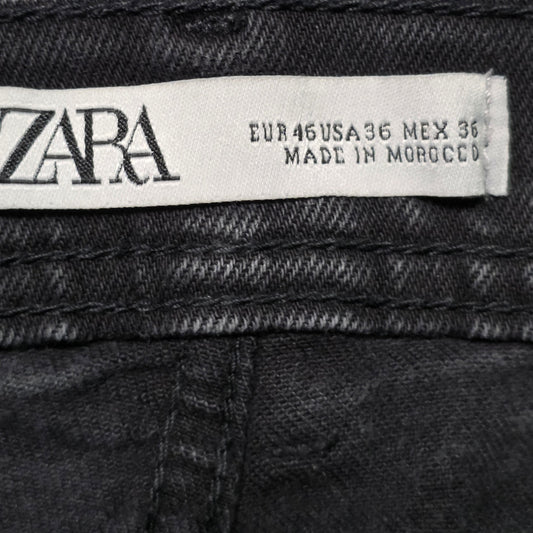 ZARA
EUR 46 USA 36 MEX 36
MADE IN MOROCCO